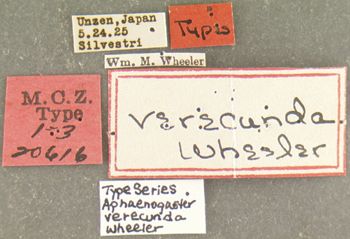 Unzen, Japan
5.24.25
Silvestri
Types
Wm. M. Wheeler
M.C.Z.
Type
1-3
20616
verecunda
Wheeler
Type Series
Aphaenogaster
verecunda
Wheeler